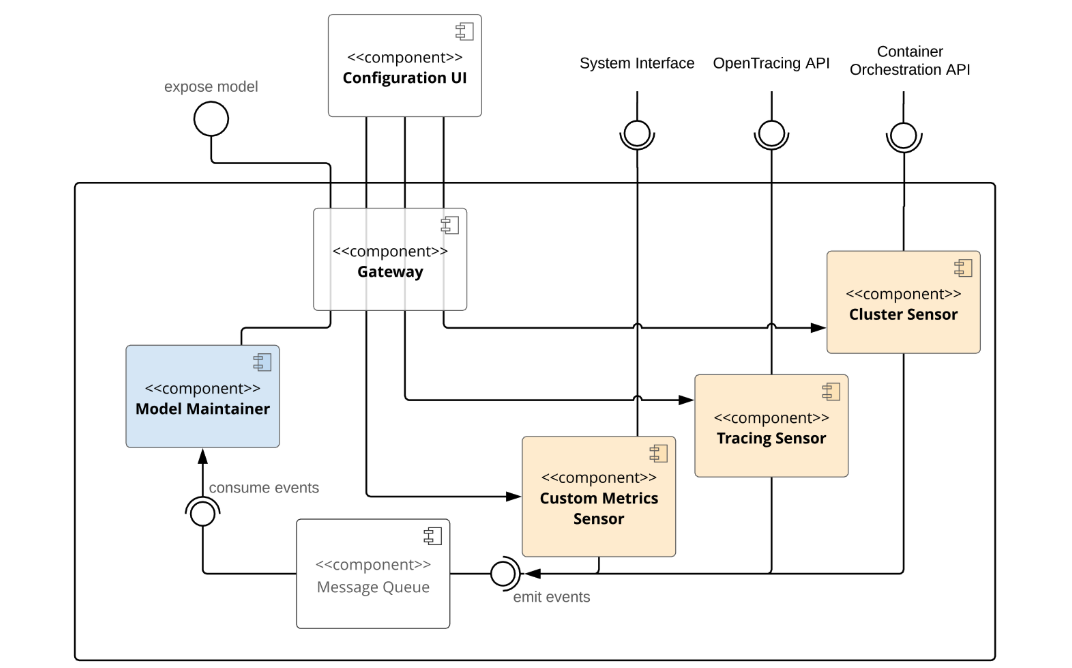 <<component>>
Configuration UI
expose model
System Interface
OpenTracing API
Container
Orchestration API
<<component>>
Gateway
<<component>>
Cluster Sensor
<<component>>
Model Maintainer
<<component>>
Tracing Sensor
<<component>>
Custom Metrics
Sensor
consume events
<<component>>
Message Queue
emit events